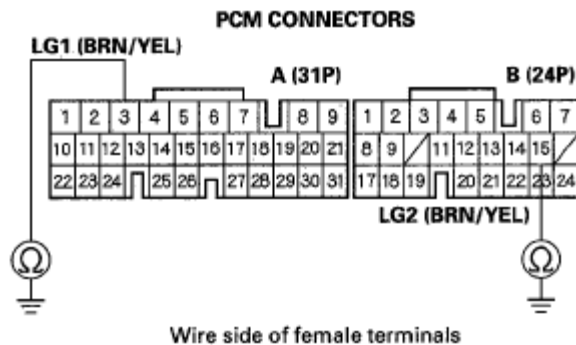 PCM CONNECTORS
LG1 (BRN/YEL)
A (31P) B (24P)
1 2 3 4 5 6 7 8 9 1 2 3 4 5 6 7
10 11 12 13 14 15 16 17 18 19 20 21 8 9 11 12 13 14 15
22 23 24 25 26 27 28 29 30 31 17 18 19 20 21 22 23 24
LG2 (BRN/YEL)
Ω Ω
Wire side of female terminals